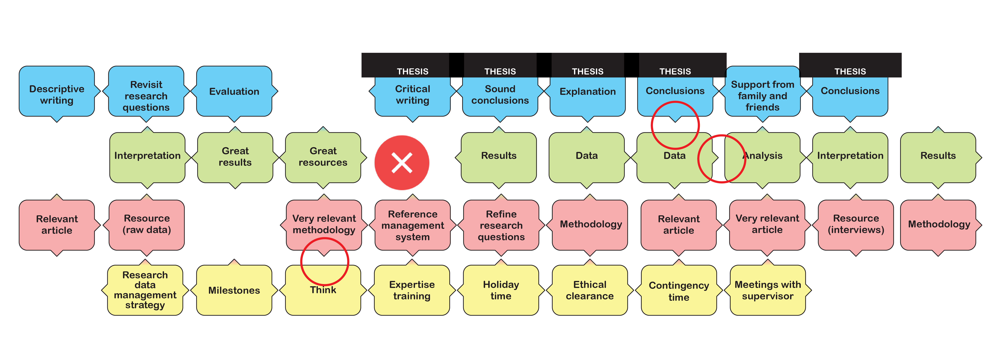 THESIS
THESIS
THESIS
THESIS
THESIS
Descriptive
writing
Revisit
research
questions
Evaluation
Critical
writing
Sound
conclusions
Explanation
Conclusions
Support from
family and
friends
Conclusions
Interpretation
Great
results
Great
resources
Results
Data
Data
Analysis
Interpretation
Results
Relevant
article
Resource
(raw data)
Very relevant
methodology
Reference
management
system
Refine
research
questions
Methodology
Relevant
article
Very relevant
article
Resource
(interviews)
Methodology
Research
data
management
strategy
Milestones
Think
Expertise
training
Holiday
time
Ethical
clearance
Contingency
time
Meetings with
supervisor